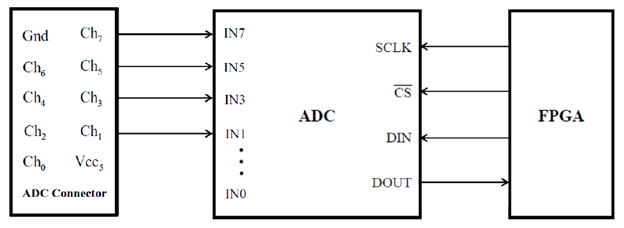 Gnd Ch7
Ch6 Ch5
Ch4 Ch3
Ch2 Ch1
Ch0 Vcc5
ADC Connector
IN7
IN5
IN3
IN1
IN0
ADC
SCLK
C̅S̅
DIN
DOUT
FPGA